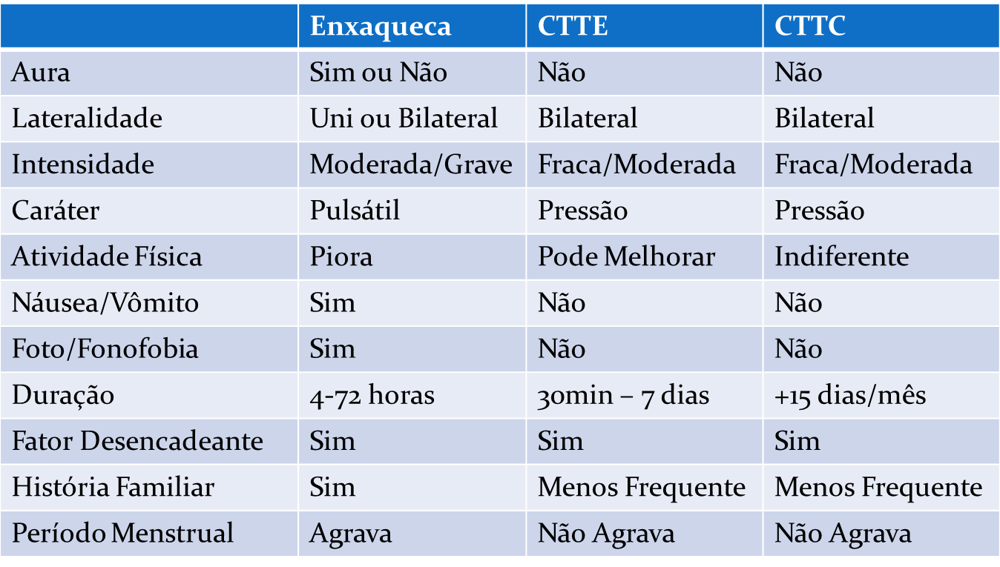 Enxaqueca CTTE CTTC
Aura Sim ou Não Não Não
Lateralidade Uni ou Bilateral Bilateral Bilateral
Intensidade Moderada/Grave Fraca/Moderada Fraca/Moderada
Caráter Pulsátil Pressão Pressão
Atividade Física Piora Pode Melhorar Indiferente
Náusea/Vômito Sim Não Não
Foto/Fonofobia Sim Não Não
Duração 4-72 horas 30min – 7 dias +15 dias/mês
Fator Desencadeante Sim Sim Sim
História Familiar Sim Menos Frequente Menos Frequente
Período Menstrual Agrava Não Agrava Não Agrava